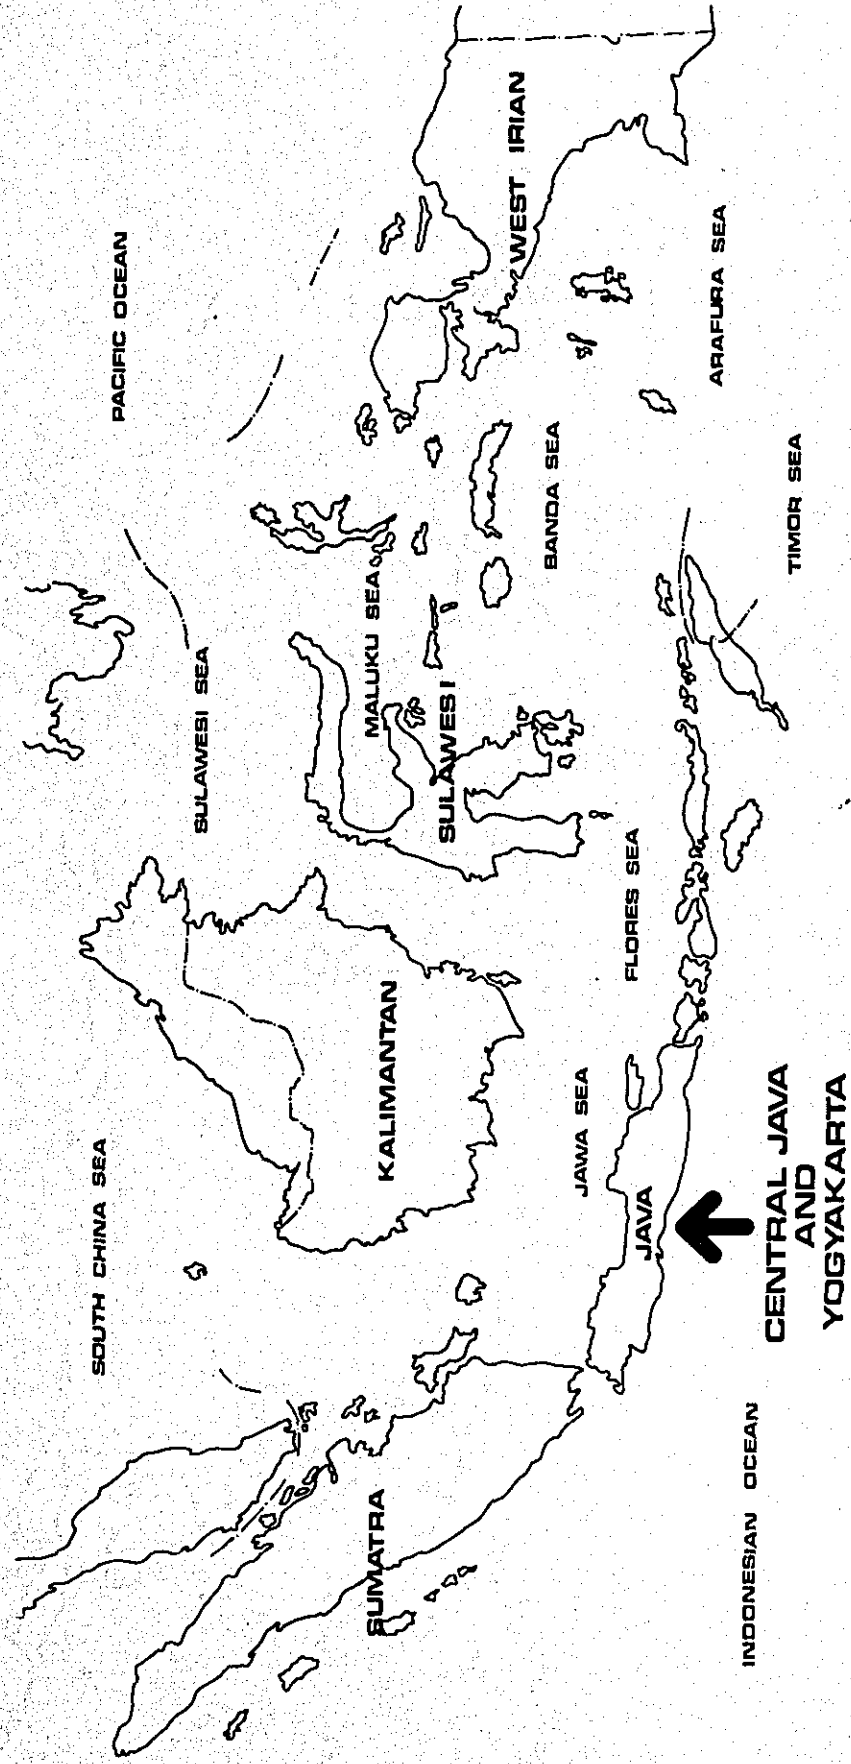 PACIFIC OCEAN
SOUTH CHINA SEA
SULAWESI SEA
MALUKU SEA
WEST IRIAN
KALIMANTAN
SULAWESI
SUMATRA
BANDA SEA
JAWA SEA
FLORES SEA
JAVA
ARAFURA SEA
TIMOR SEA
INDONESIAN OCEAN
CENTRAL JAVA
AND
YOGYAKARTA